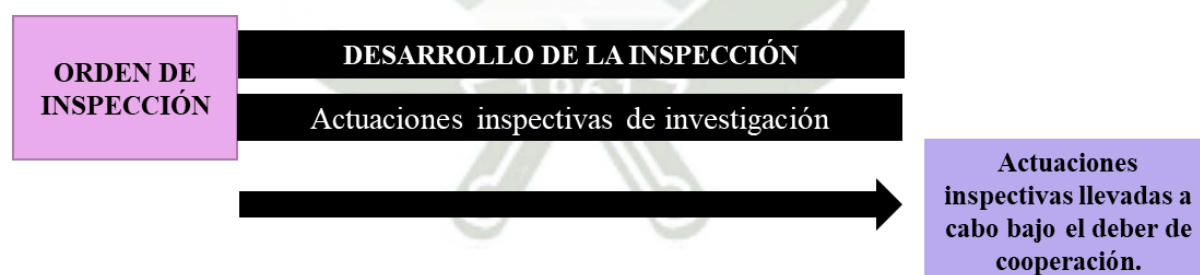 ORDEN DE
INSPECCIÓN
DESARROLLO DE LA INSPECCIÓN
Actuaciones inspectivas de investigación
Actuaciones
inspectivas llevadas a
cabo bajo el deber de
cooperación.